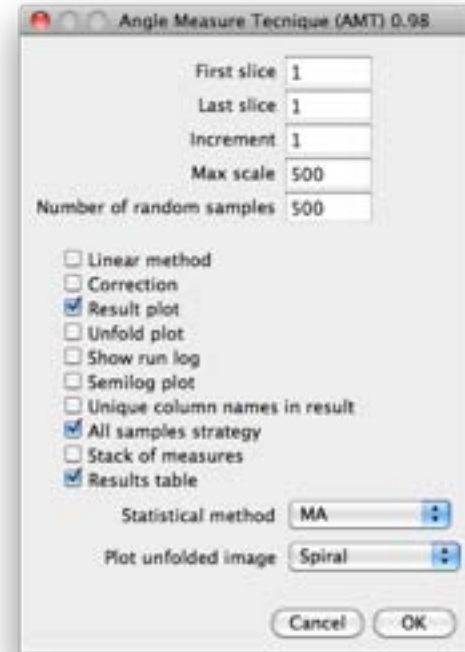 Angle Measure Tecnique (AMT) 0.98
First slice 1
Last slice 1
Increment 1
Max scale 500
Number of random samples 500
Linear method
Correction
Result plot
Unfold plot
Show run log
Semilog plot
Unique column names in result
All samples strategy
Stack of measures
Results table
Statistical method MA
Plot unfolded image Spiral
Cancel OK